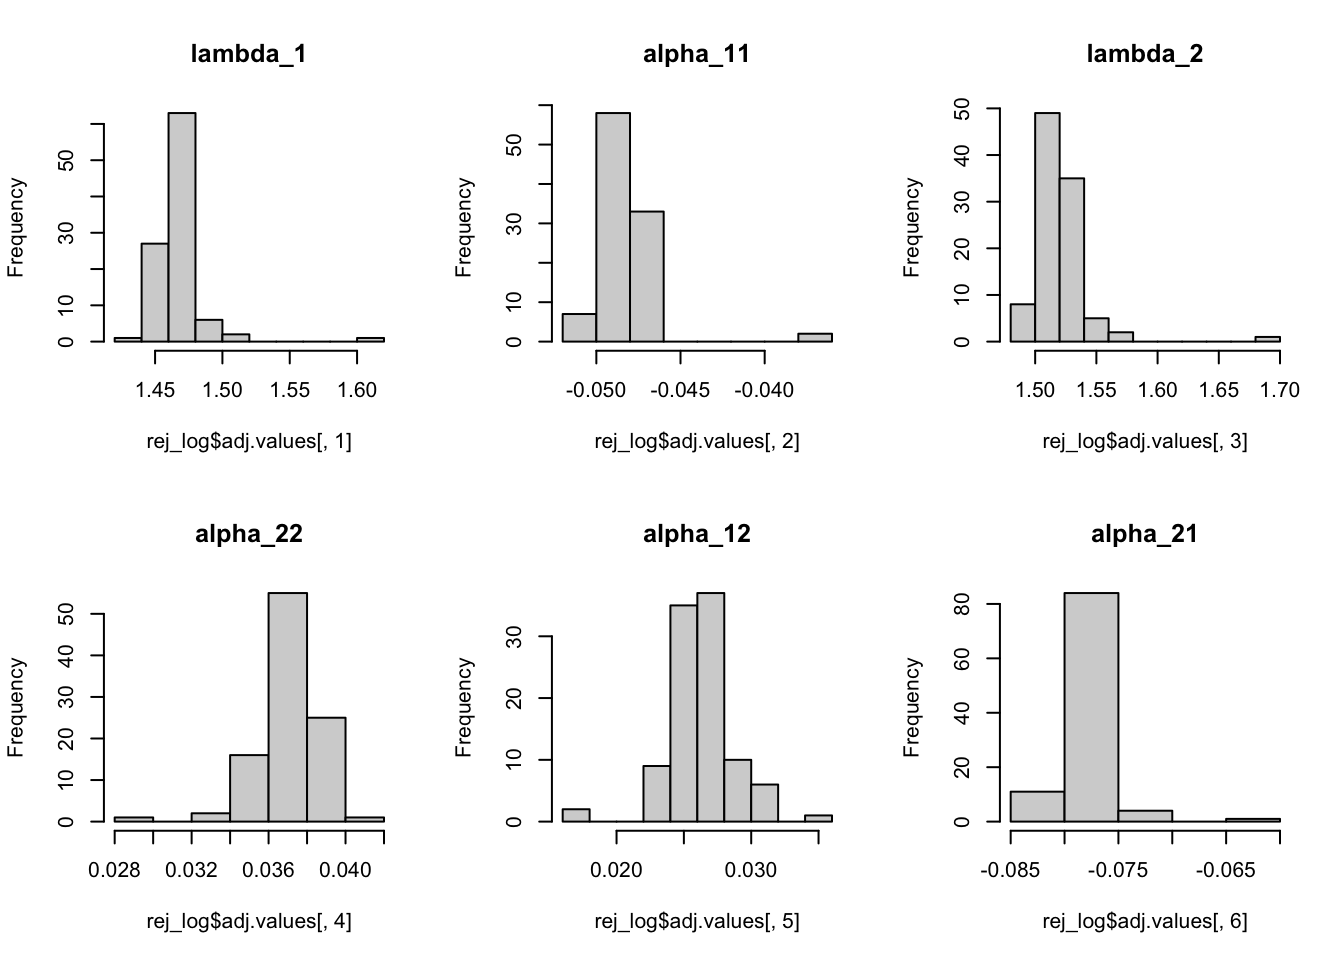 lambda_1
Frequency
0 10 30 50
1.45 1.50 1.55 1.60
rej_log$adj.values[, 1]
alpha_11
Frequency
0 10 30 50
-0.050 -0.045 -0.040
rej_log$adj.values[, 2]
lambda_2
Frequency
0 10 20 30 40 50
1.50 1.55 1.60 1.65 1.70
rej_log$adj.values[, 3]
alpha_22
Frequency
0 10 20 30 40 50
0.028 0.032 0.036 0.040
rej_log$adj.values[, 4]
alpha_12
Frequency
0 10 20 30
0.020 0.030
rej_log$adj.values[, 5]
alpha_21
Frequency
0 20 40 60 80
-0.085 -0.075 -0.065
rej_log$adj.values[, 6]